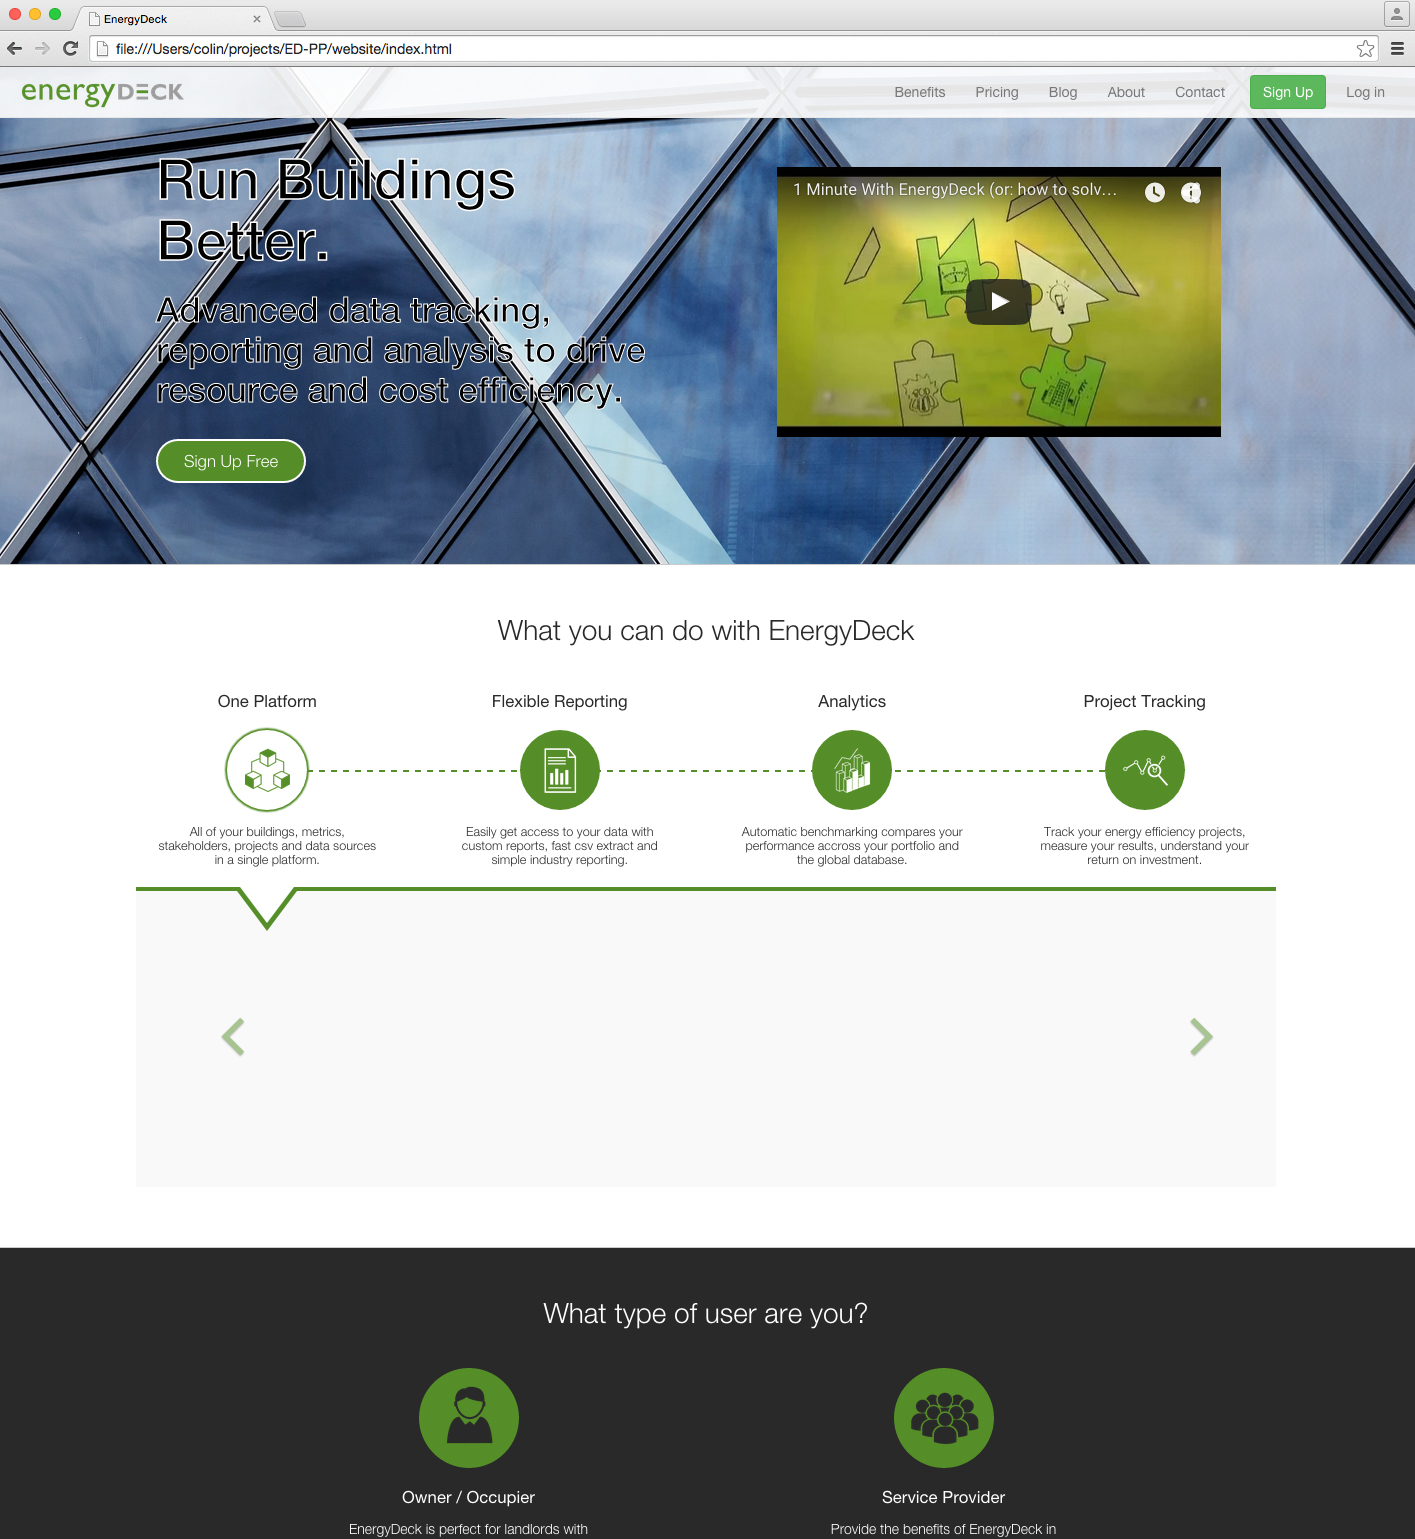 EnergyDeck
file:///Users/colin/projects/ED-PP/website/index.html
energyDECK
Benefits Pricing Blog About Contact Sign Up Log in
Run Buildings
Better.
Advanced data tracking,
reporting and analysis to drive
resource and cost efficiency.
Sign Up Free
1 Minute With EnergyDeck (or: how to solv...
What you can do with EnergyDeck
One Platform
All of your buildings, metrics,
stakeholders, projects and data sources
in a single platform.
Flexible Reporting
Easily get access to your data with
custom reports, fast csv extract and
simple industry reporting.
Analytics
Automatic benchmarking compares your
performance accross your portfolio and
the global database.
Project Tracking
Track your energy efficiency projects,
measure your results, understand your
return on investment.
What type of user are you?
Owner / Occupier
EnergyDeck is perfect for landlords with
Service Provider
Provide the benefits of EnergyDeck in